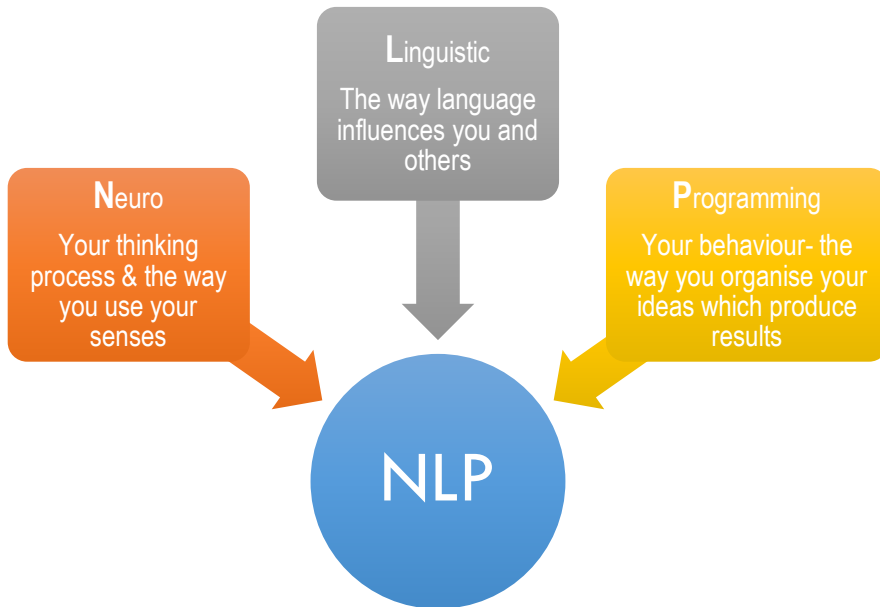 Linguistic
The way language
influences you and
others
Neuro
Your thinking
process & the way
you use your
senses
Programming
Your behaviour- the
way you organise your
ideas which produce
results
NLP